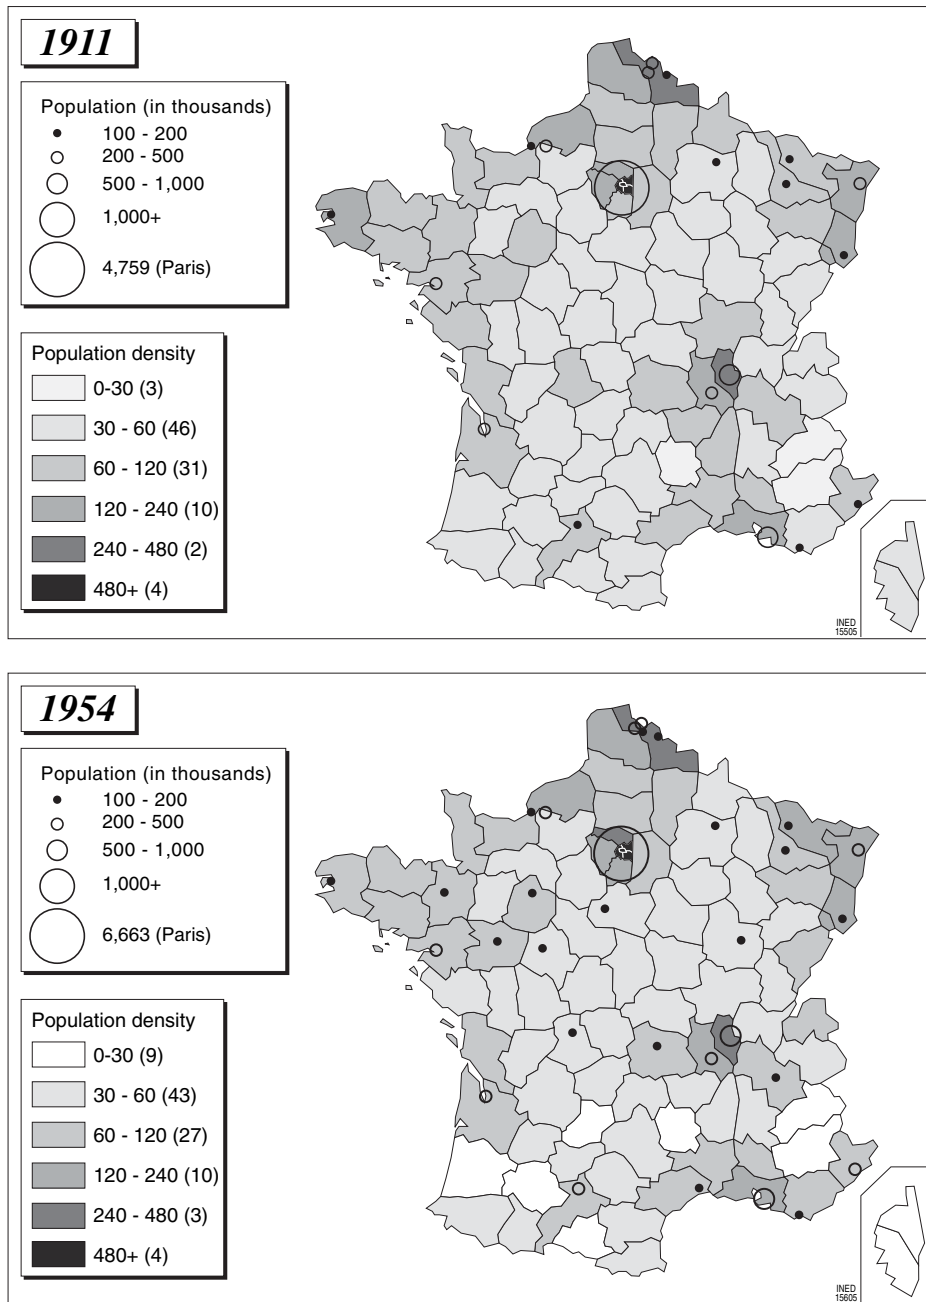 1911
Population (in thousands)
100 - 200
200 - 500
500 - 1,000
1,000+
4,759 (Paris)
Population density
0-30 (3)
30 - 60 (46)
60 - 120 (31)
120 - 240 (10)
240 - 480 (2)
480+ (4)
INED
15505
1954
Population (in thousands)
100 - 200
200 - 500
500 - 1,000
1,000+
6,663 (Paris)
Population density
0-30 (9)
30 - 60 (43)
60 - 120 (27)
120 - 240 (10)
240 - 480 (3)
480+ (4)
INED
15605